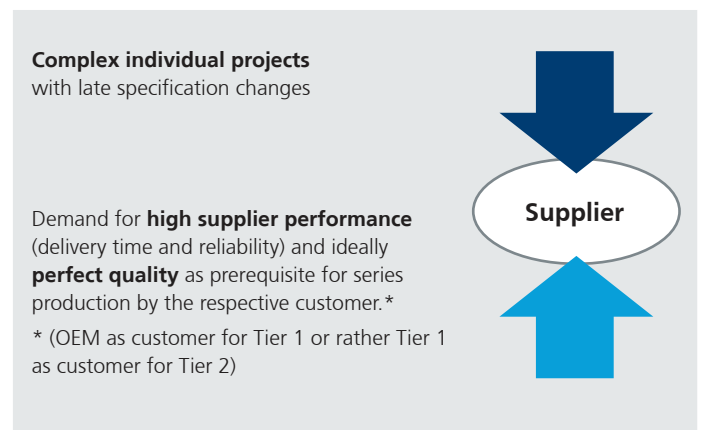 Complex individual projects
with late specification changes
Supplier
Demand for high supplier performance
(delivery time and reliability) and ideally
perfect quality as prerequisite for series
production by the respective customer.*
* (OEM as customer for Tier 1 or rather Tier 1
as customer for Tier 2)